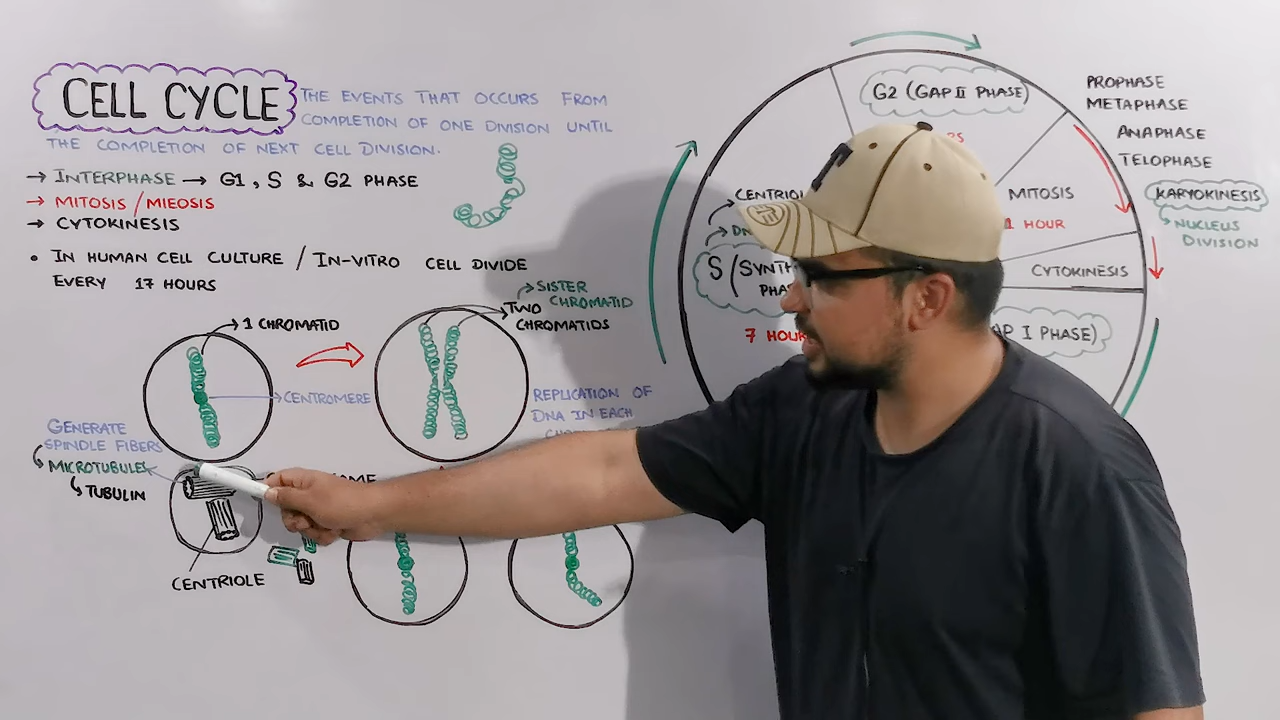 CELL CYCLE
THE EVENTS THAT OCCURS FROM
COMPLETION OF ONE DIVISION UNTIL
THE COMPLETION OF NEXT CELL DIVISION.
→ INTERPHASE → G1, S & G2 PHASE
→ MITOSIS / MIEOSIS
→ CYTOKINESIS
• IN HUMAN CELL CULTURE / IN-VITRO CELL DIVIDE
EVERY 17 HOURS
1 CHROMATID
CENTROMERE
SISTER
CHROMATID
TWO
CHROMATIDS
REPLICATION OF
DNA IN EACH
GENERATE
SPINDLE FIBERS
MICROTUBULES
TUBULIN
CENTRIOLE
G2 (GAP II PHASE)
PROPHASE
METAPHASE
ANAPHASE
TELOPHASE
KARYOKINESIS
NUCLEUS
DIVISION
MITOSIS
1 HOUR
CYTOKINESIS
I PHASE)
S
7
T